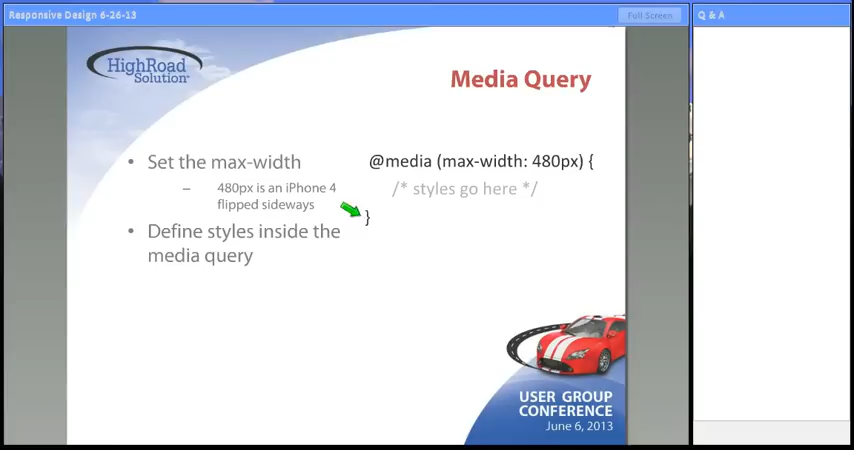 Responsive Design 6-26-13
Full Screen
Q & A
HighRoad
Solution
Media Query
• Set the max-width
– 480px is an iPhone 4
flipped sideways
• Define styles inside the
media query
@media (max-width: 480px) {
/* styles go here */
}
USER GROUP
CONFERENCE
June 6, 2013